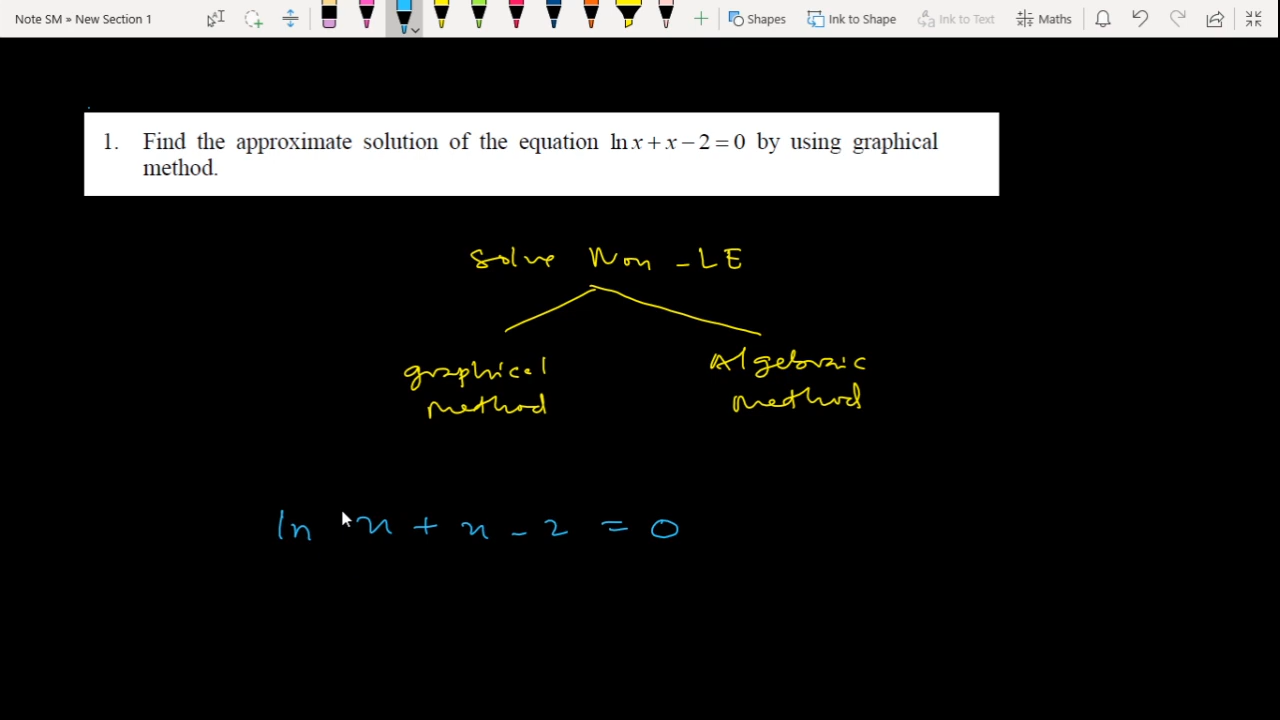 Note SM » New Section 1
Shapes
Ink to Shape
Ink to Text
Maths
1. Find the approximate solution of the equation ln x + x − 2 = 0 by using graphical
method.
Solve Non - LE
graphical
method
Algebraic
method
ln x + x - 2 = 0